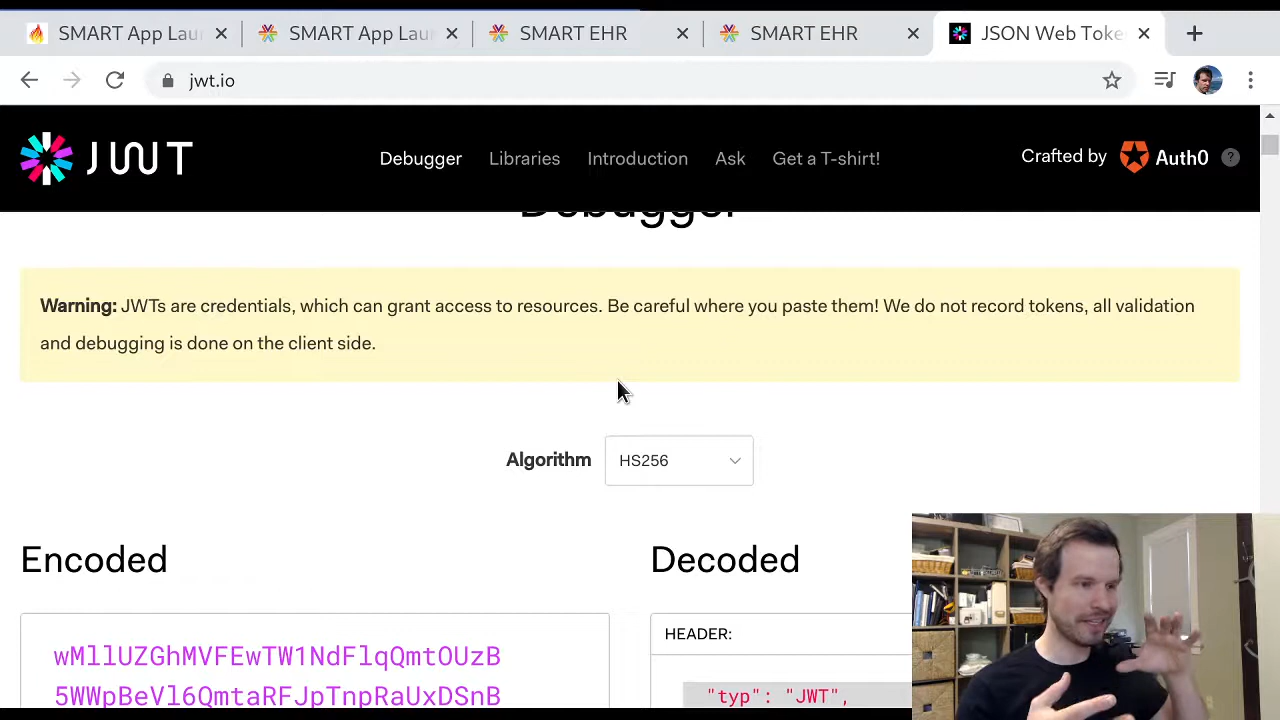 SMART App Lau
SMART App Lau
SMART EHR
SMART EHR
JSON Web Toke
jwt.io
JWT
Debugger
Libraries
Introduction
Ask
Get a T-shirt!
Crafted by
Auth0
?
Debugger
Warning: JWTs are credentials, which can grant access to resources. Be careful where you paste them! We do not record tokens, all validation
and debugging is done on the client side.
Algorithm
HS256
Encoded
Decoded
wMllUZGhMVFEwTW1NdFlqQmtOUzB
5WWpBeVl6QmtaRFJpTnpRaUxDSnB
HEADER:
"typ": "JWT",